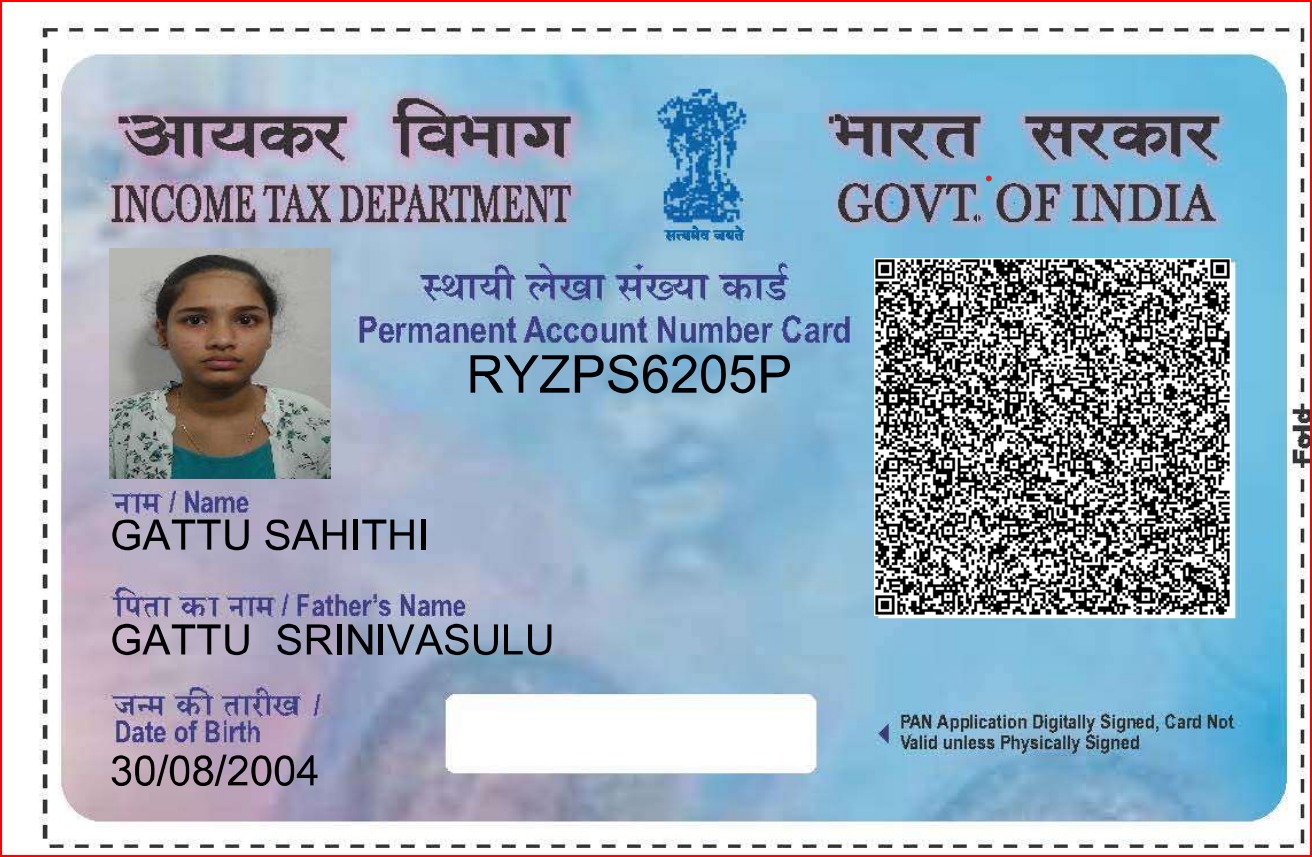 आयकर विभाग
INCOME TAX DEPARTMENT
सत्यमेव जयते
भारत सरकार
GOVT. OF INDIA
स्थायी लेखा संख्या कार्ड
Permanent Account Number Card
RYZPS6205P
नाम / Name
GATTU SAHITHI
पिता का नाम / Father's Name
GATTU SRINIVASULU
जन्म की तारीख /
Date of Birth
30/08/2004
PAN Application Digitally Signed, Card Not
Valid unless Physically Signed
Fold